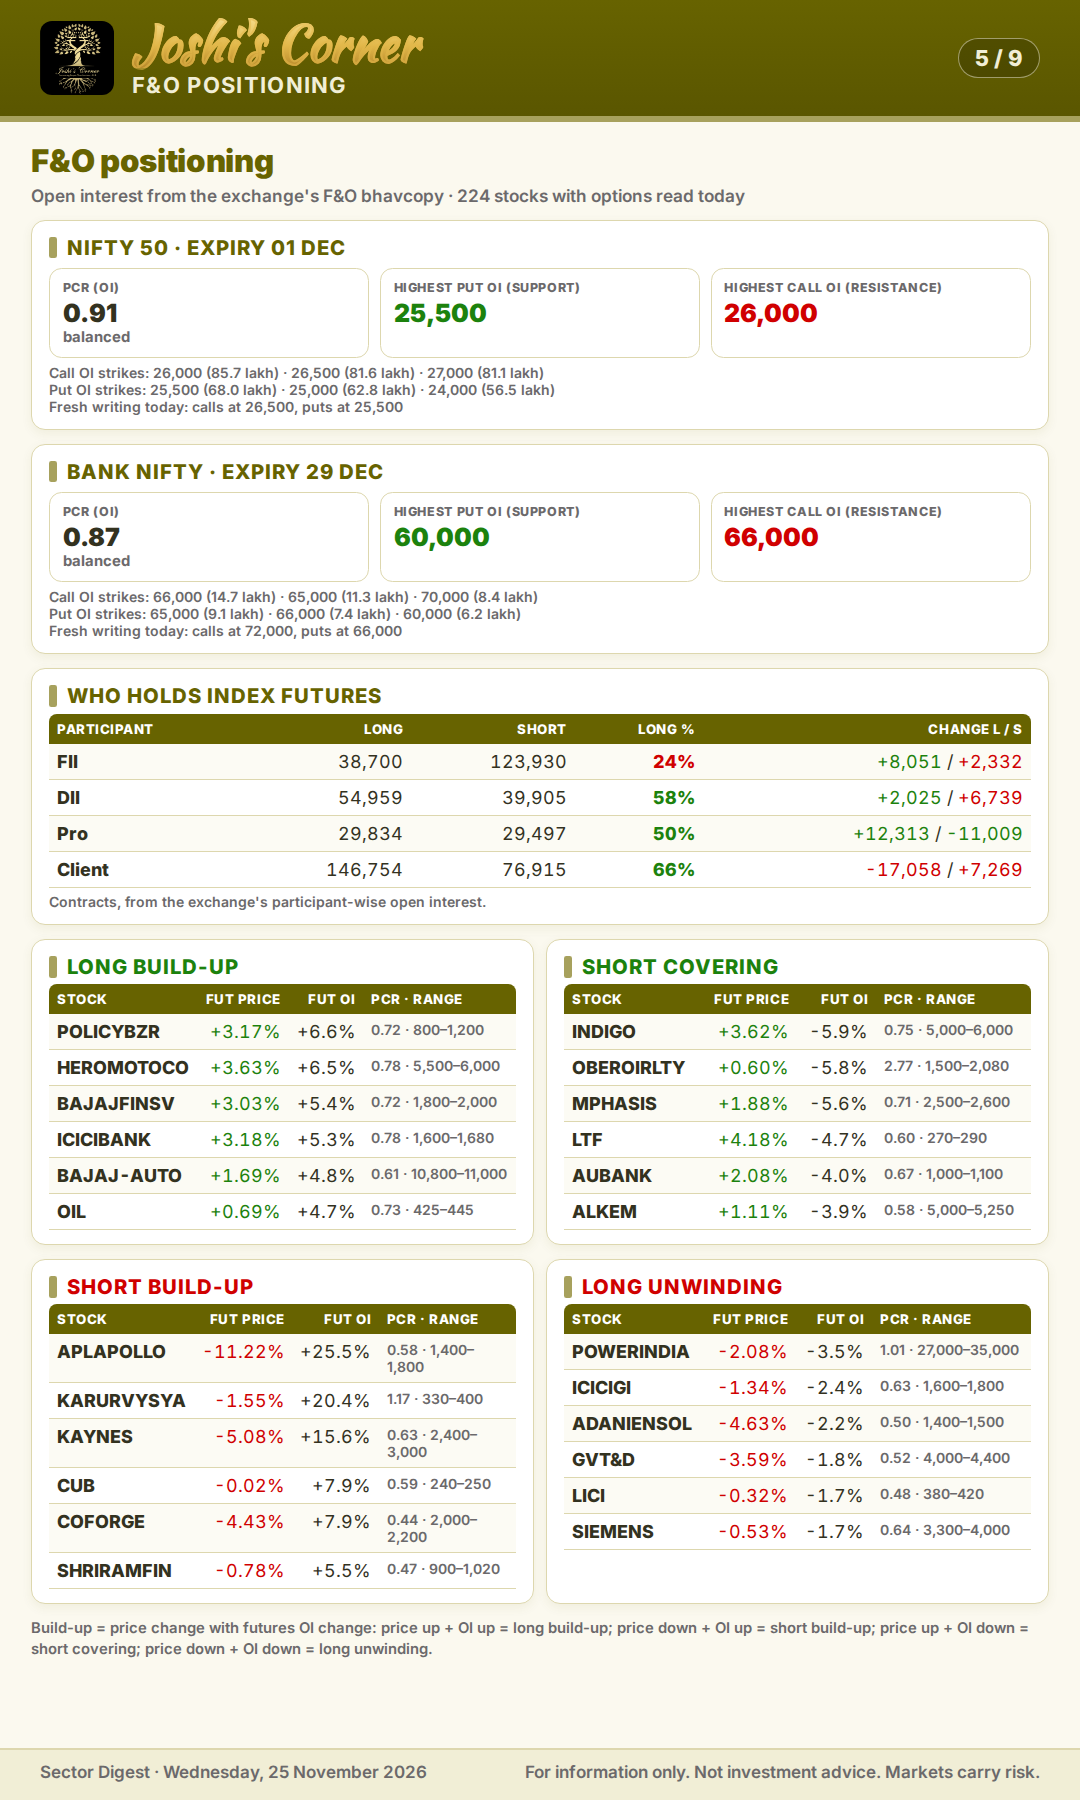 Joshi's Corner
Joshi's Corner
F&O POSITIONING
5 / 9
F&O positioning
Open interest from the exchange's F&O bhavcopy · 224 stocks with options read today
NIFTY 50 · EXPIRY 01 DEC
PCR (OI) HIGHEST PUT OI (SUPPORT) HIGHEST CALL OI (RESISTANCE)
0.91 25,500 26,000
balanced
Call OI strikes: 26,000 (85.7 lakh) · 26,500 (81.6 lakh) · 27,000 (81.1 lakh)
Put OI strikes: 25,500 (68.0 lakh) · 25,000 (62.8 lakh) · 24,000 (56.5 lakh)
Fresh writing today: calls at 26,500, puts at 25,500
BANK NIFTY · EXPIRY 29 DEC
PCR (OI) HIGHEST PUT OI (SUPPORT) HIGHEST CALL OI (RESISTANCE)
0.87 60,000 66,000
balanced
Call OI strikes: 66,000 (14.7 lakh) · 65,000 (11.3 lakh) · 70,000 (8.4 lakh)
Put OI strikes: 65,000 (9.1 lakh) · 66,000 (7.4 lakh) · 60,000 (6.2 lakh)
Fresh writing today: calls at 72,000, puts at 66,000
WHO HOLDS INDEX FUTURES
PARTICIPANT LONG SHORT LONG % CHANGE L / S
FII 38,700 123,930 24% +8,051 / +2,332
DII 54,959 39,905 58% +2,025 / +6,739
Pro 29,834 29,497 50% +12,313 / -11,009
Client 146,754 76,915 66% -17,058 / +7,269
Contracts, from the exchange's participant-wise open interest.
LONG BUILD-UP
STOCK FUT PRICE FUT OI PCR · RANGE
POLICYBZR +3.17% +6.6% 0.72 · 800–1,200
HEROMOTOCO +3.63% +6.5% 0.78 · 5,500–6,000
BAJAJFINSV +3.03% +5.4% 0.72 · 1,800–2,000
ICICIBANK +3.18% +5.3% 0.78 · 1,600–1,680
BAJAJ-AUTO +1.69% +4.8% 0.61 · 10,800–11,000
OIL +0.69% +4.7% 0.73 · 425–445
SHORT COVERING
STOCK FUT PRICE FUT OI PCR · RANGE
INDIGO +3.62% -5.9% 0.75 · 5,000–6,000
OBEROIRLTY +0.60% -5.8% 2.77 · 1,500–2,080
MPHASIS +1.88% -5.6% 0.71 · 2,500–2,600
LTF +4.18% -4.7% 0.60 · 270–290
AUBANK +2.08% -4.0% 0.67 · 1,000–1,100
ALKEM +1.11% -3.9% 0.58 · 5,000–5,250
SHORT BUILD-UP
STOCK FUT PRICE FUT OI PCR · RANGE
APLAPOLLO -11.22% +25.5% 0.58 · 1,400–
1,800
KARURVYSYA -1.55% +20.4% 1.17 · 330–400
KAYNES -5.08% +15.6% 0.63 · 2,400–
3,000
CUB -0.02% +7.9% 0.59 · 240–250
COFORGE -4.43% +7.9% 0.44 · 2,000–
2,200
SHRIRAMFIN -0.78% +5.5% 0.47 · 900–1,020
LONG UNWINDING
STOCK FUT PRICE FUT OI PCR · RANGE
POWERINDIA -2.08% -3.5% 1.01 · 27,000–35,000
ICICIGI -1.34% -2.4% 0.63 · 1,600–1,800
ADANIENSOL -4.63% -2.2% 0.50 · 1,400–1,500
GVT&D -3.59% -1.8% 0.52 · 4,000–4,400
LICI -0.32% -1.7% 0.48 · 380–420
SIEMENS -0.53% -1.7% 0.64 · 3,300–4,000
Build-up = price change with futures OI change: price up + OI up = long build-up; price down + OI up = short build-up; price up + OI down =
short covering; price down + OI down = long unwinding.
Sector Digest · Wednesday, 25 November 2026
For information only. Not investment advice. Markets carry risk.